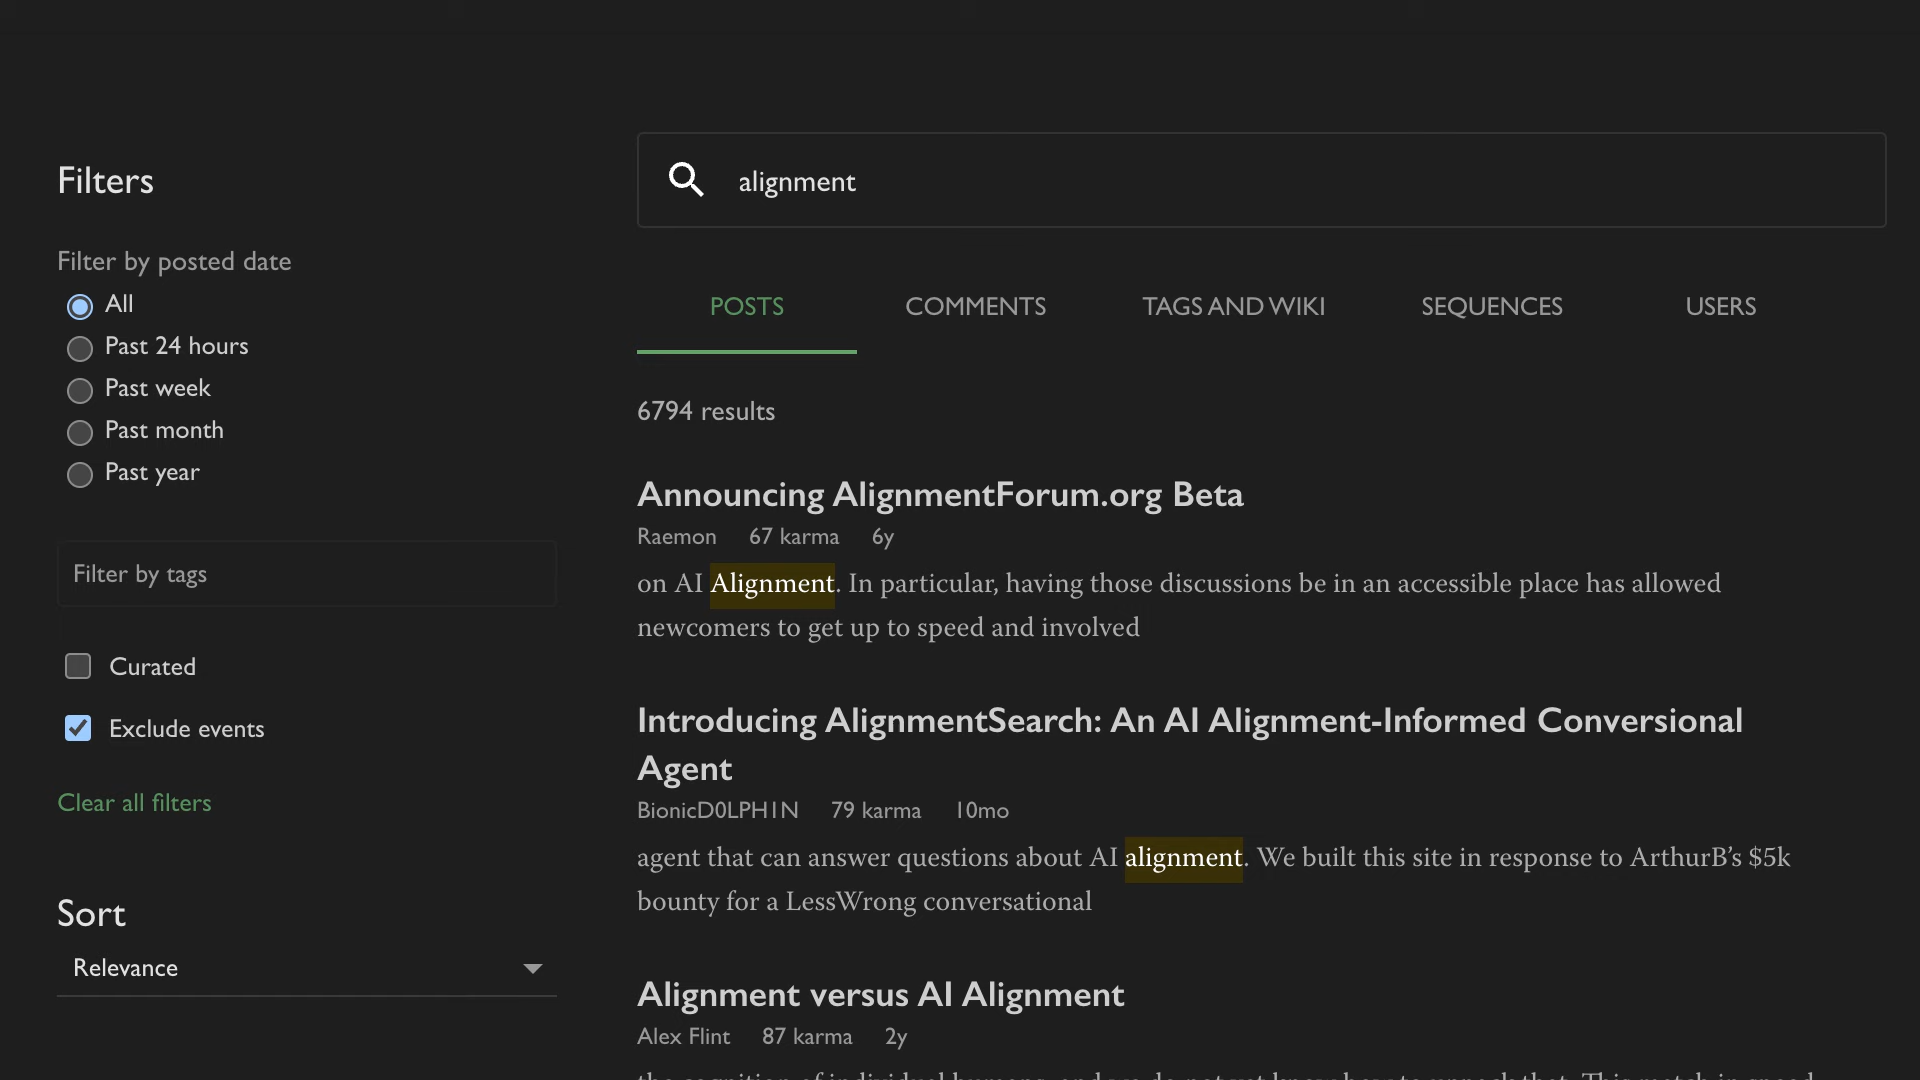 Filters
Filter by posted date
All
Past 24 hours
Past week
Past month
Past year
Filter by tags
Curated
Exclude events
Clear all filters
Sort
Relevance
alignment
POSTS COMMENTS TAGS AND WIKI SEQUENCES USERS
6794 results
Announcing AlignmentForum.org Beta
Raemon 67 karma 6y
on AI Alignment. In particular, having those discussions be in an accessible place has allowed
newcomers to get up to speed and involved
Introducing AlignmentSearch: An AI Alignment-Informed Conversional
Agent
BionicD0LPH1N 79 karma 10mo
agent that can answer questions about AI alignment. We built this site in response to ArthurB’s $5k
bounty for a LessWrong conversational
Alignment versus AI Alignment
Alex Flint 87 karma 2y